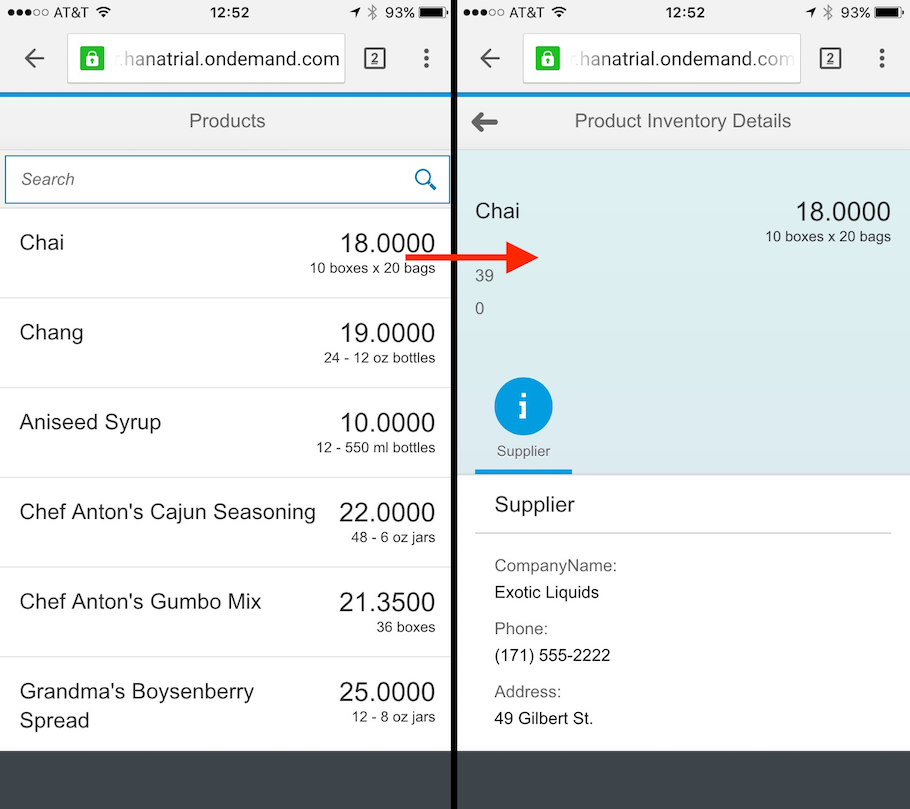 AT&T 12:52 93%
r.hanatrial.ondemand.com 2
Products
Search
Chai 18.0000
10 boxes x 20 bags
Chang 19.0000
24 - 12 oz bottles
Aniseed Syrup 10.0000
12 - 550 ml bottles
Chef Anton's Cajun Seasoning 22.0000
48 - 6 oz jars
Chef Anton's Gumbo Mix 21.3500
36 boxes
Grandma's Boysenberry 25.0000
Spread 12 - 8 oz jars
AT&T 12:52 93%
r.hanatrial.ondemand.com 2
Product Inventory Details
Chai 18.0000
10 boxes x 20 bags
39
0
i
Supplier
Supplier
CompanyName:
Exotic Liquids
Phone:
(171) 555-2222
Address:
49 Gilbert St.